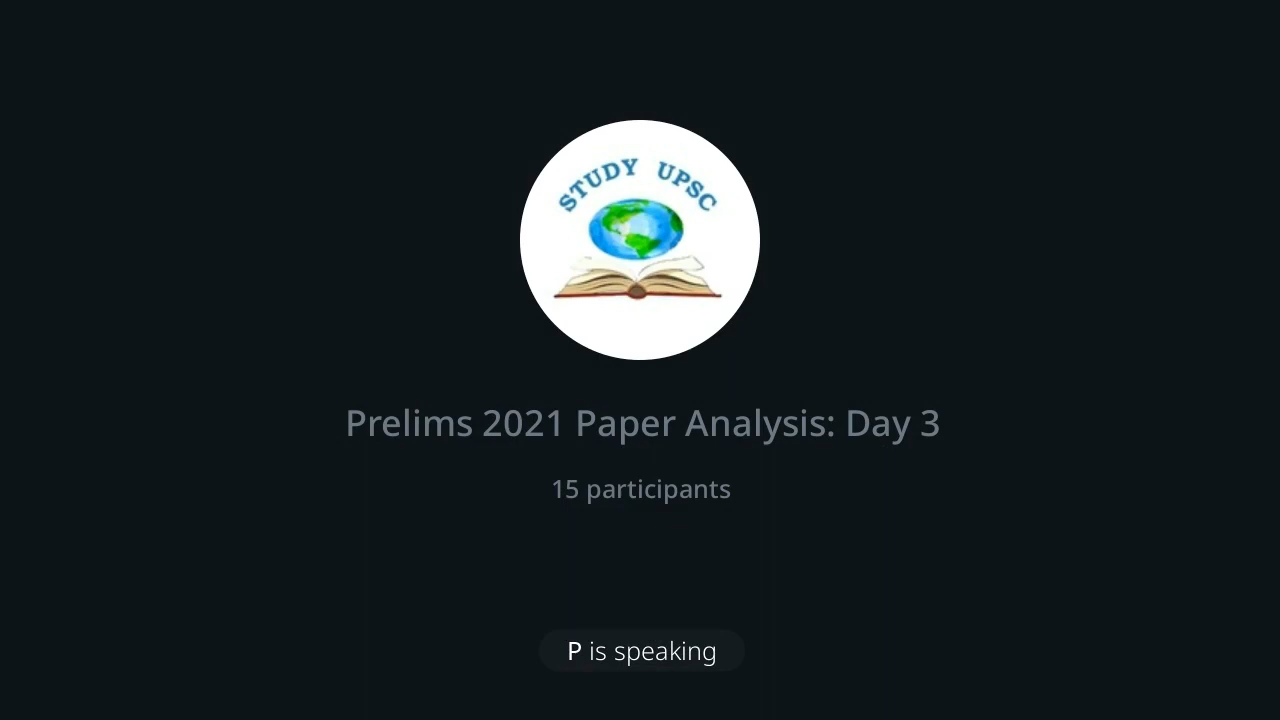 STUDY UPSC
Prelims 2021 Paper Analysis: Day 3
15 participants
P is speaking